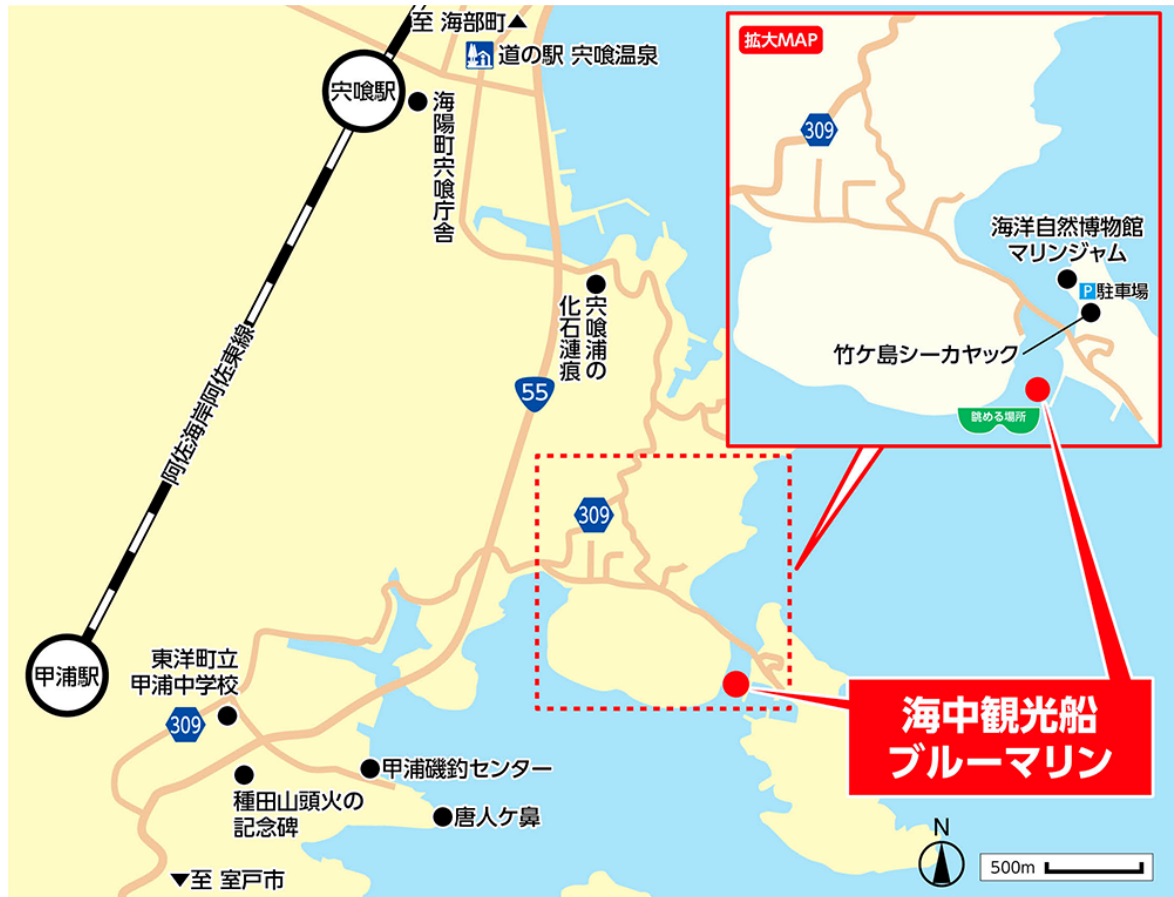 至 海部町▲
道の駅 宍喰温泉
宍喰駅
海陽町宍喰庁舎
拡大MAP
309
海洋自然博物館
マリンジャム
P駐車場
竹ケ島シーカヤック
眺める場所
宍喰浦の
化石漣痕
阿佐海岸阿佐東線
55
309
甲浦駅
東洋町立
甲浦中学校
309
海中観光船
ブルーマリン
甲浦磯釣センター
種田山頭火の
記念碑
唐人ケ鼻
▼至 室戸市
N
500m